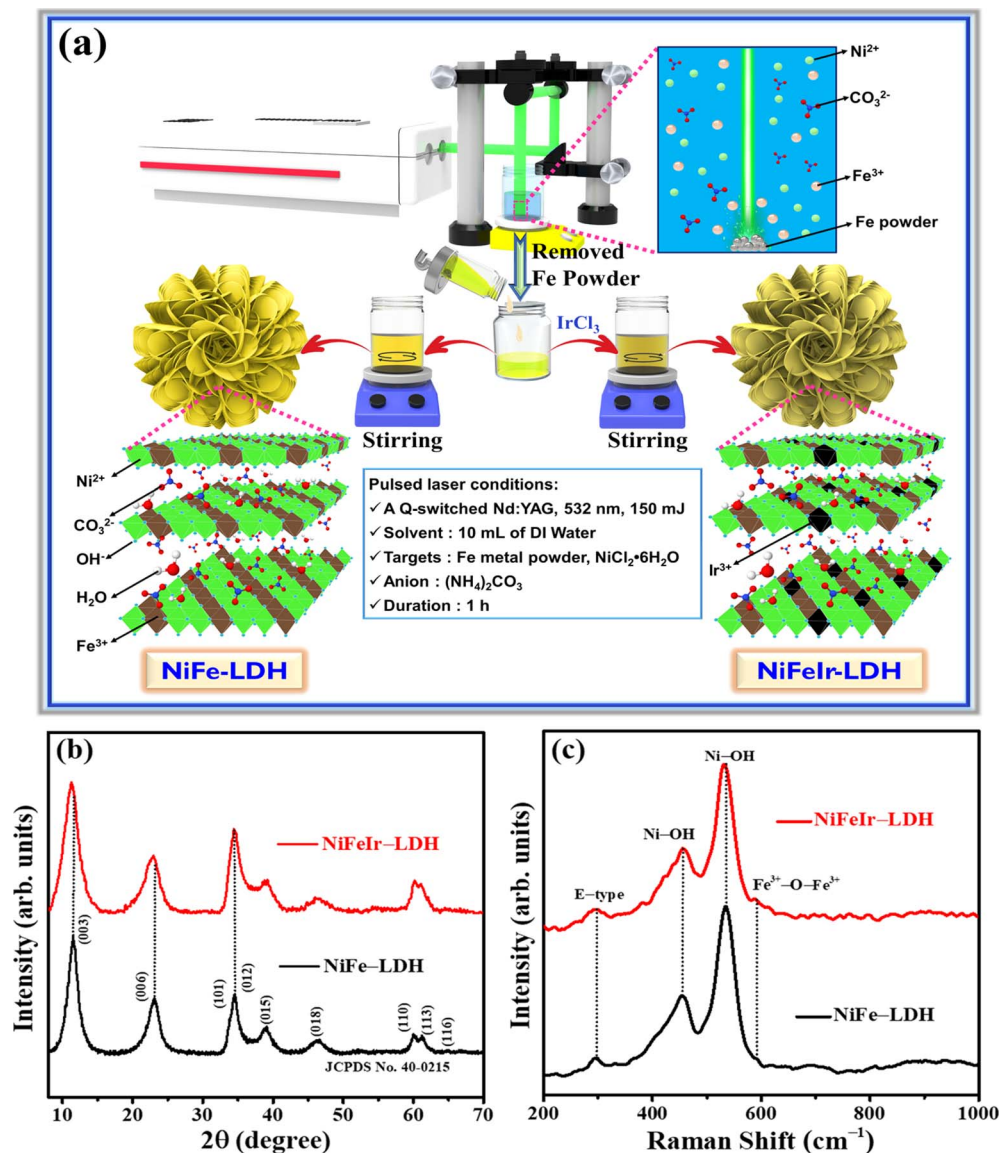 (a)
Ni2+
CO3 2-
Fe3+
Fe powder
Removed
Fe Powder
IrCl3
Stirring
Stirring
Ni2+
CO3 2-
OH-
H2O
Fe3+
Pulsed laser conditions:
✓ A Q-switched Nd:YAG, 532 nm, 150 mJ
✓ Solvent : 10 mL of DI Water
✓ Targets : Fe metal powder, NiCl2•6H2O
✓ Anion : (NH4)2CO3
✓ Duration : 1 h
Ir3+
NiFe-LDH
NiFeIr-LDH
(b)
Intensity (arb. units)
NiFeIr–LDH
(003)
(006)
(101)
(012)
(015)
(018)
(110)
(113)
(116)
NiFe–LDH
JCPDS No. 40-0215
10 20 30 40 50 60 70
2θ (degree)
(c)
Intensity (arb. units)
Ni–OH
NiFeIr–LDH
Ni–OH
Fe3+–O–Fe3+
E–type
NiFe–LDH
200 400 600 800 1000
Raman Shift (cm–1)